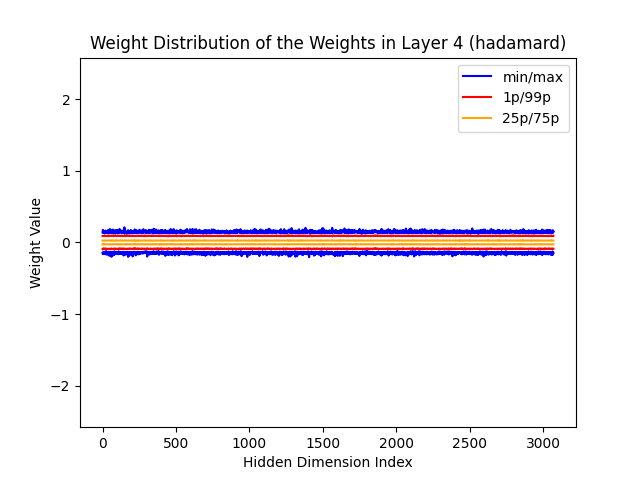 Weight Distribution of the Weights in Layer 4 (hadamard)
min/max
1p/99p
25p/75p
2
1
0
−1
−2
Weight Value
0 500 1000 1500 2000 2500 3000
Hidden Dimension Index